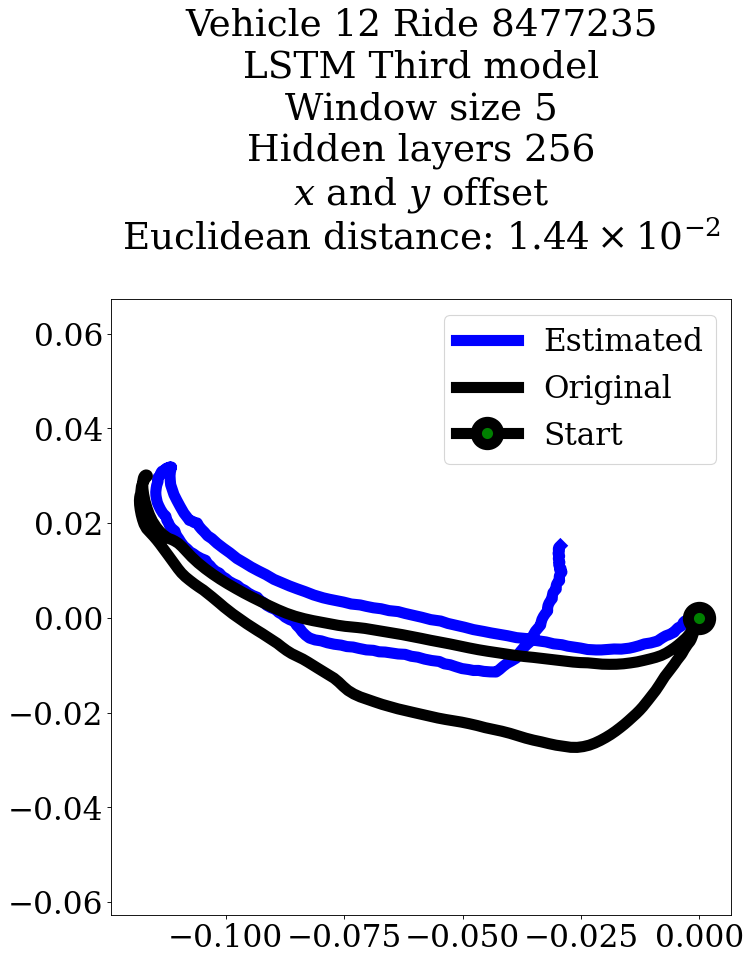 Vehicle 12 Ride 8477235
LSTM Third model
Window size 5
Hidden layers 256
x and y offset
Euclidean distance: 1.44 × 10⁻²
Estimated
Original
Start
0.06
0.04
0.02
0.00
−0.02
−0.04
−0.06
−0.100 −0.075 −0.050 −0.025 0.000